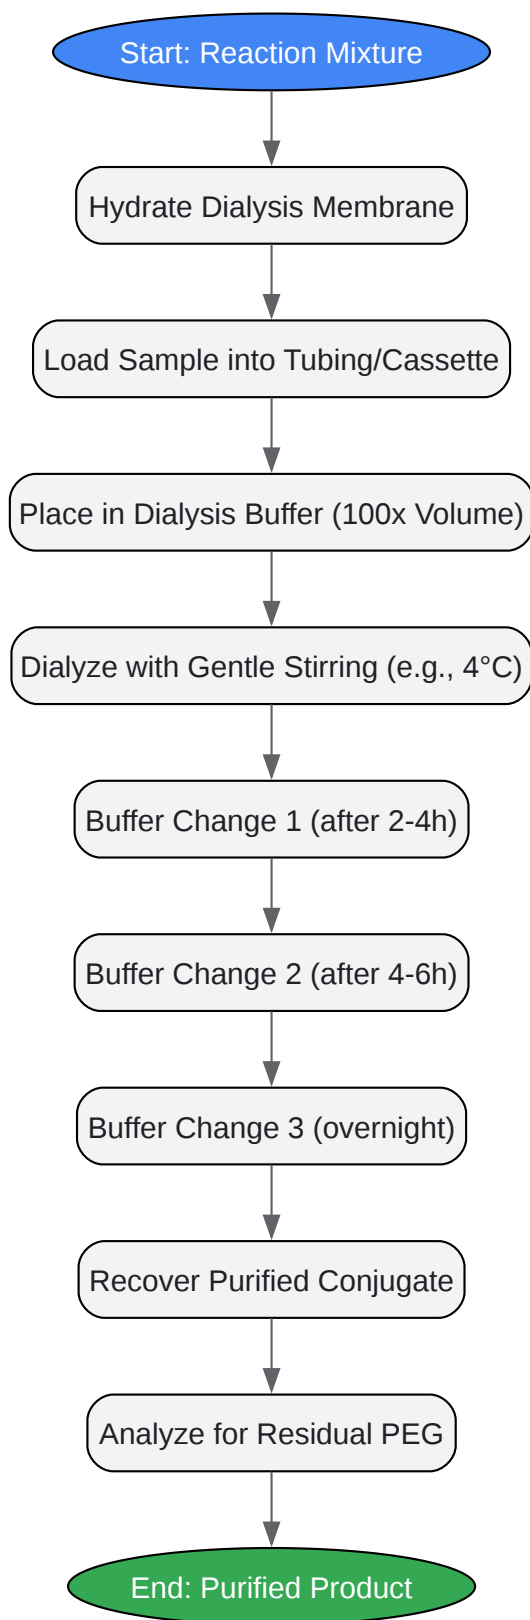 Start: Reaction Mixture
Hydrate Dialysis Membrane
Load Sample into Tubing/Cassette
Place in Dialysis Buffer (100x Volume)
Dialyze with Gentle Stirring (e.g., 4°C)
Buffer Change 1 (after 2-4h)
Buffer Change 2 (after 4-6h)
Buffer Change 3 (overnight)
Recover Purified Conjugate
Analyze for Residual PEG
End: Purified Product